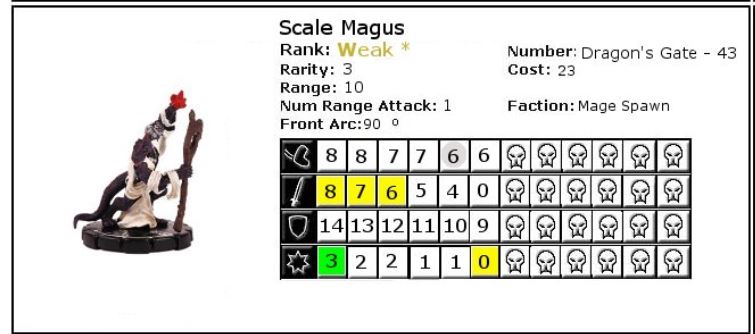 Scale Magus
Rank: Weak *
Number: Dragon's Gate - 43
Rarity: 3
Cost: 23
Range: 10
Num Range Attack: 1
Faction: Mage Spawn
Front Arc:90 º
8 8 7 7 6 6
8 7 6 5 4 0
14 13 12 11 10 9
3 2 2 1 1 0